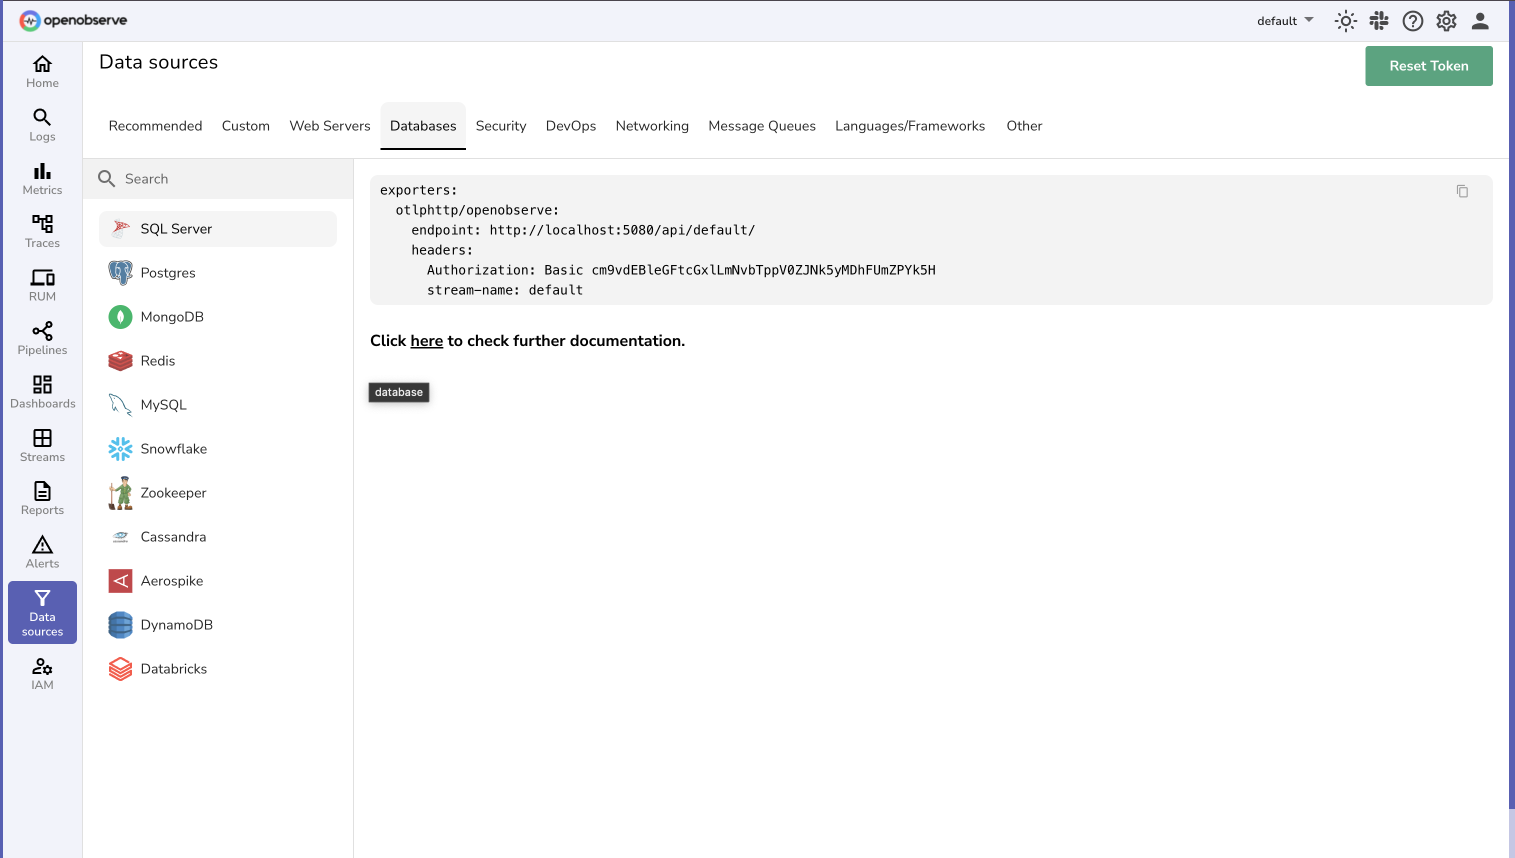 openobserve
default
Data sources
Reset Token
Home
Logs
Metrics
Traces
RUM
Pipelines
Dashboards
Streams
Reports
Alerts
Data
sources
IAM
Recommended Custom Web Servers Databases Security DevOps Networking Message Queues Languages/Frameworks Other
Search
SQL Server
Postgres
MongoDB
Redis
MySQL
Snowflake
Zookeeper
Cassandra
Aerospike
DynamoDB
Databricks
exporters:
otlphttp/openobserve:
endpoint: http://localhost:5080/api/default/
headers:
Authorization: Basic cm9vdEBleGFtcGxlLmNvbTppV0ZJNk5yMDhFUmZPYk5H
stream-name: default
Click here to check further documentation.
database